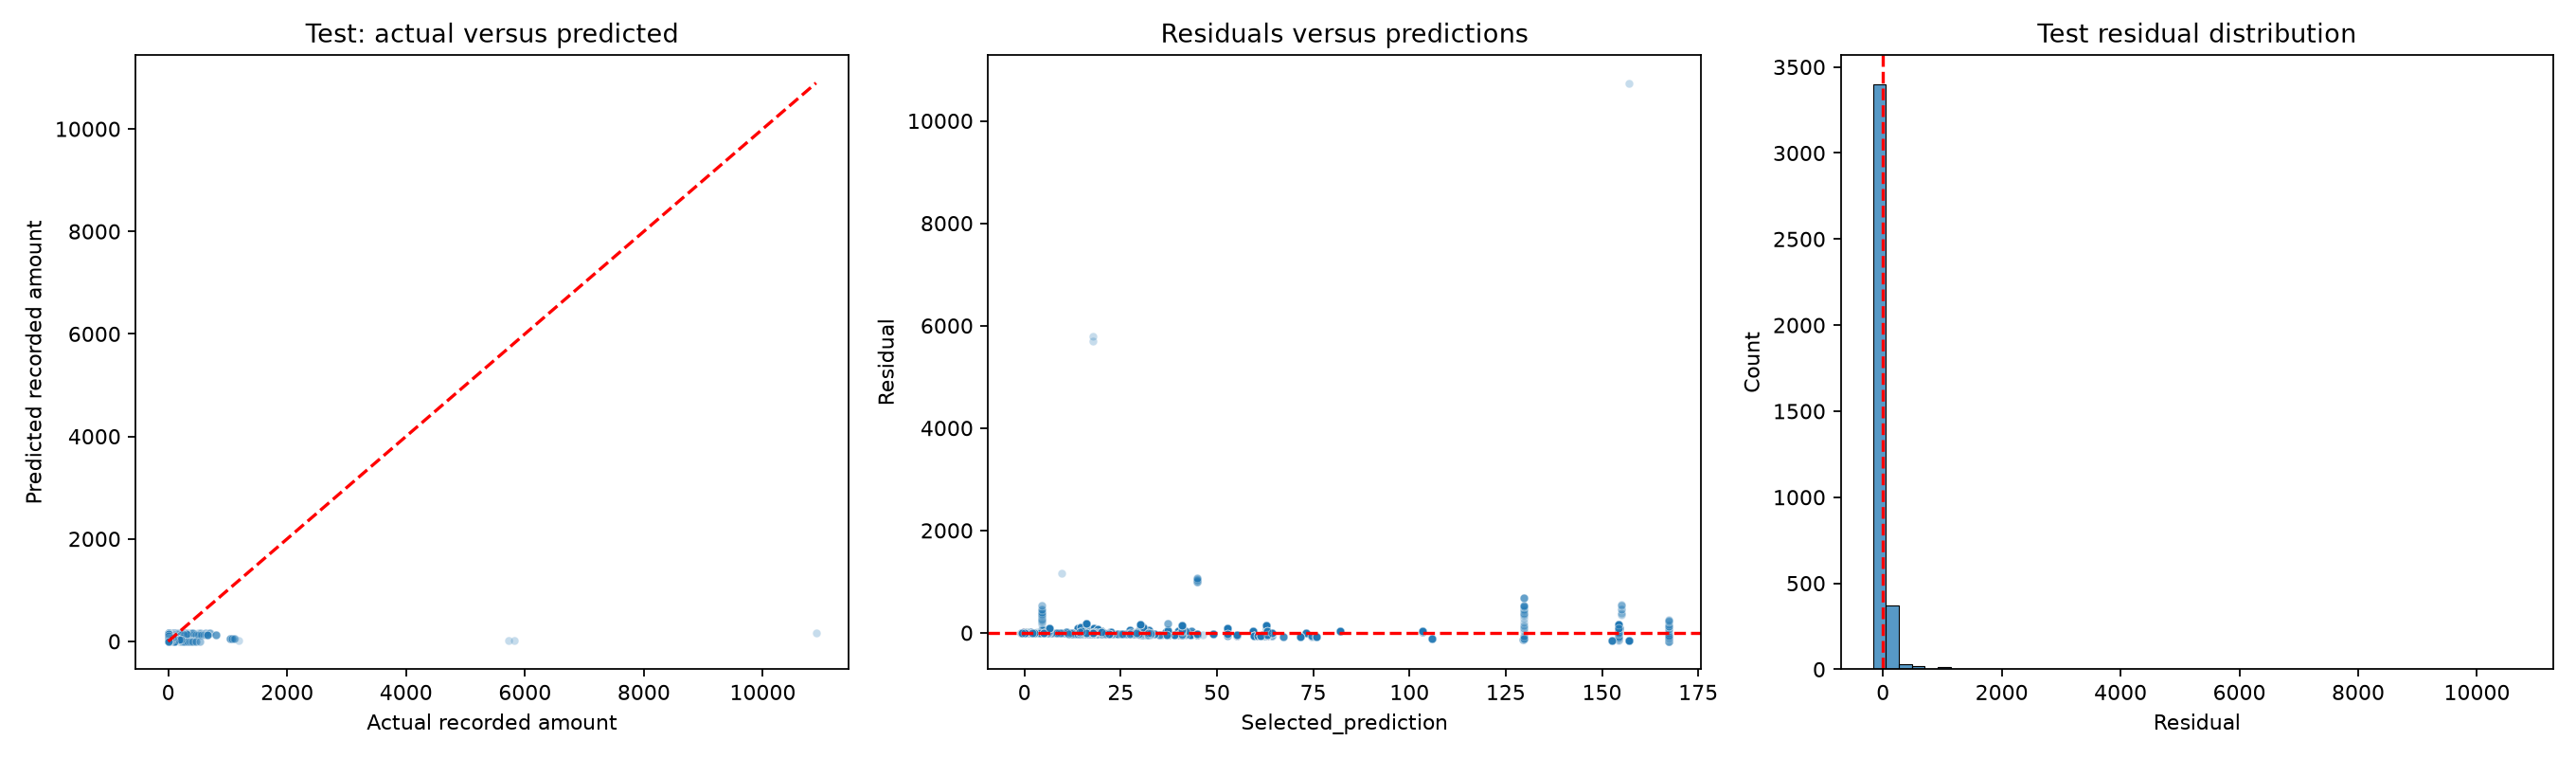 Test: actual versus predicted
10000
8000
6000
4000
2000
0
Predicted recorded amount
0 2000 4000 6000 8000 10000
Actual recorded amount
Residuals versus predictions
10000
8000
6000
4000
2000
0
Residual
0 25 50 75 100 125 150 175
Selected_prediction
Test residual distribution
3500
3000
2500
2000
1500
1000
500
0
Count
0 2000 4000 6000 8000 10000
Residual